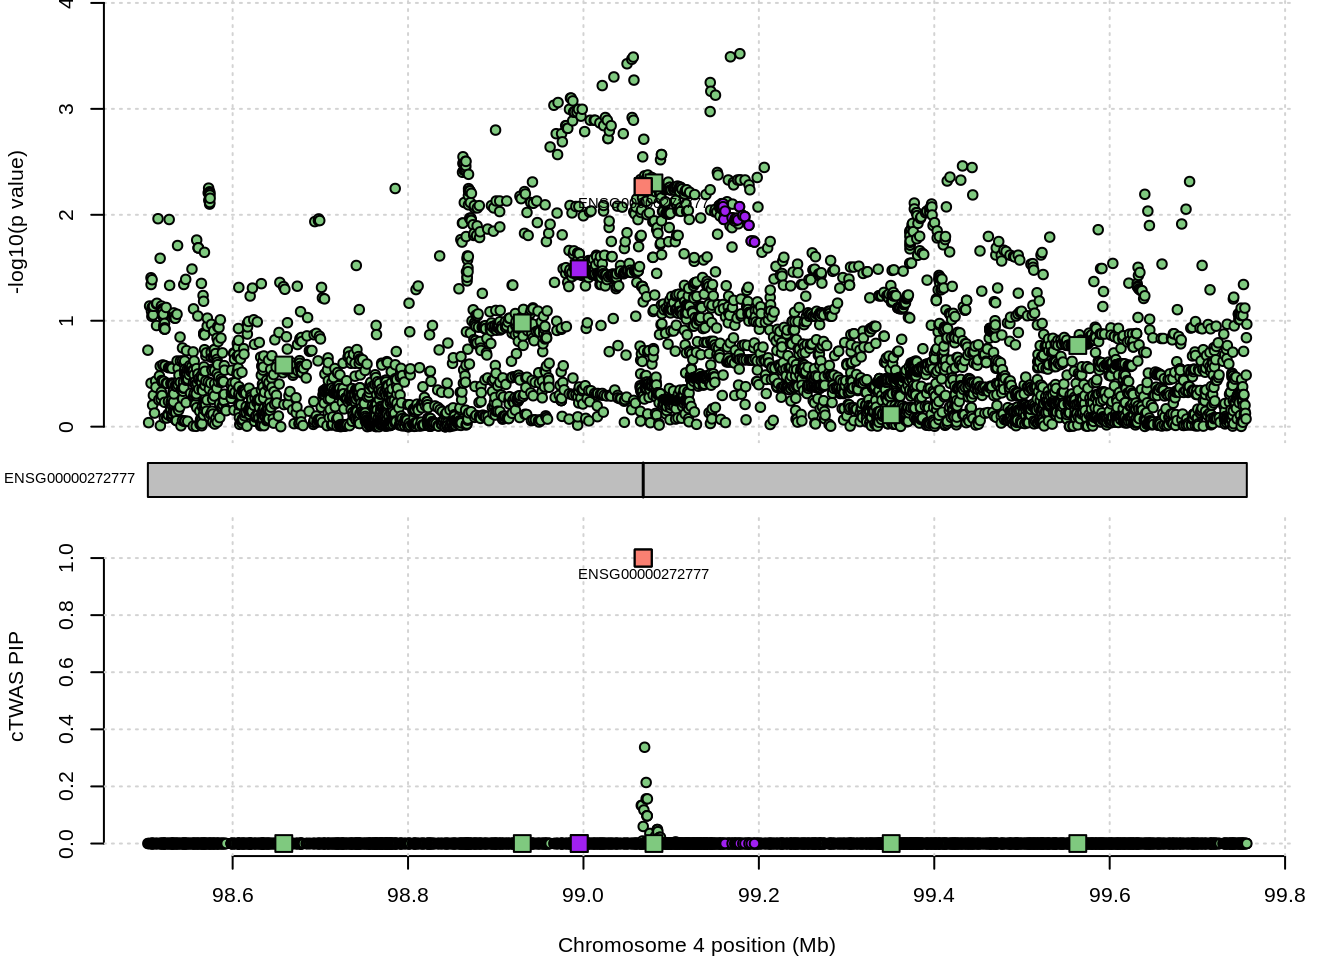 4
3
2
1
0
-log10(p value)
ENSG00000272777
ENSG00000272777
1.0
0.8
0.6
0.4
0.2
0.0
cTWAS PIP
ENSG00000272777
98.6 98.8 99.0 99.2 99.4 99.6 99.8
Chromosome 4 position (Mb)